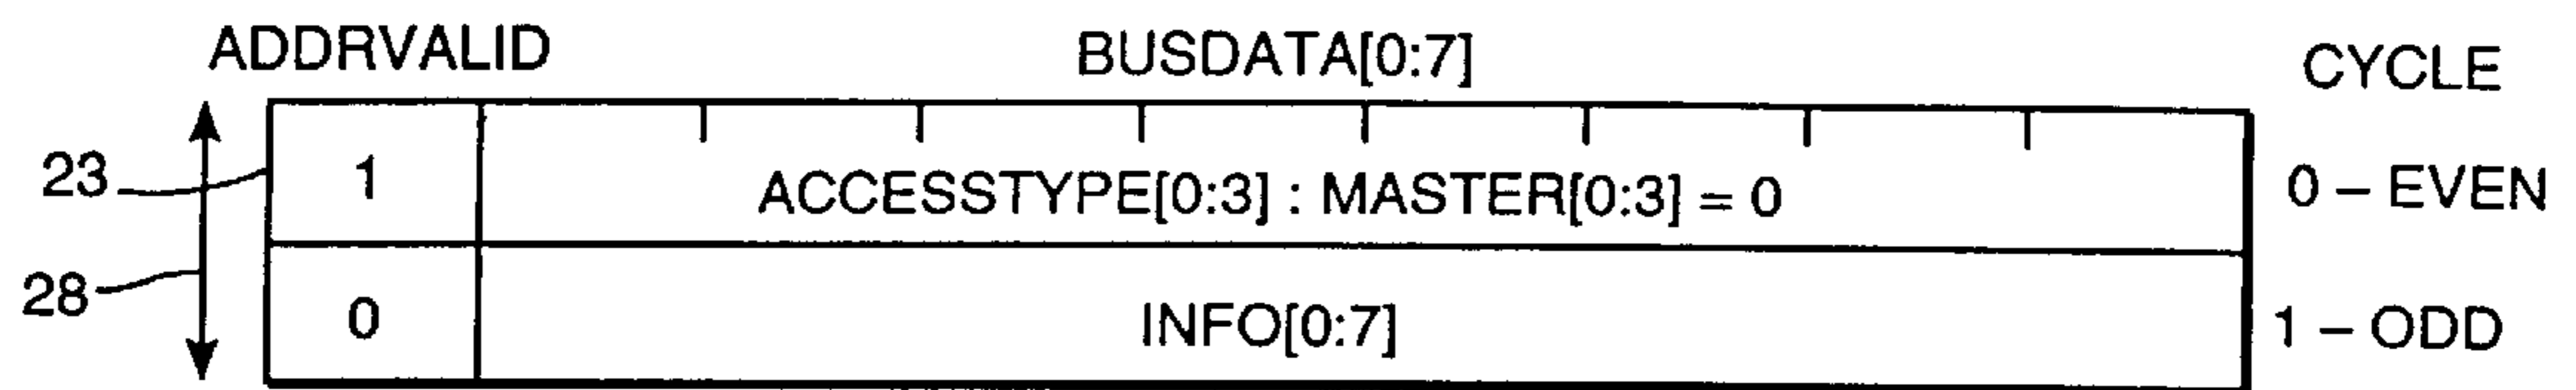 ADDRVALID BUSDATA[0:7] CYCLE
23 1 ACCESSTYPE[0:3] : MASTER[0:3] = 0 0 – EVEN
28 0 INFO[0:7] 1 – ODD